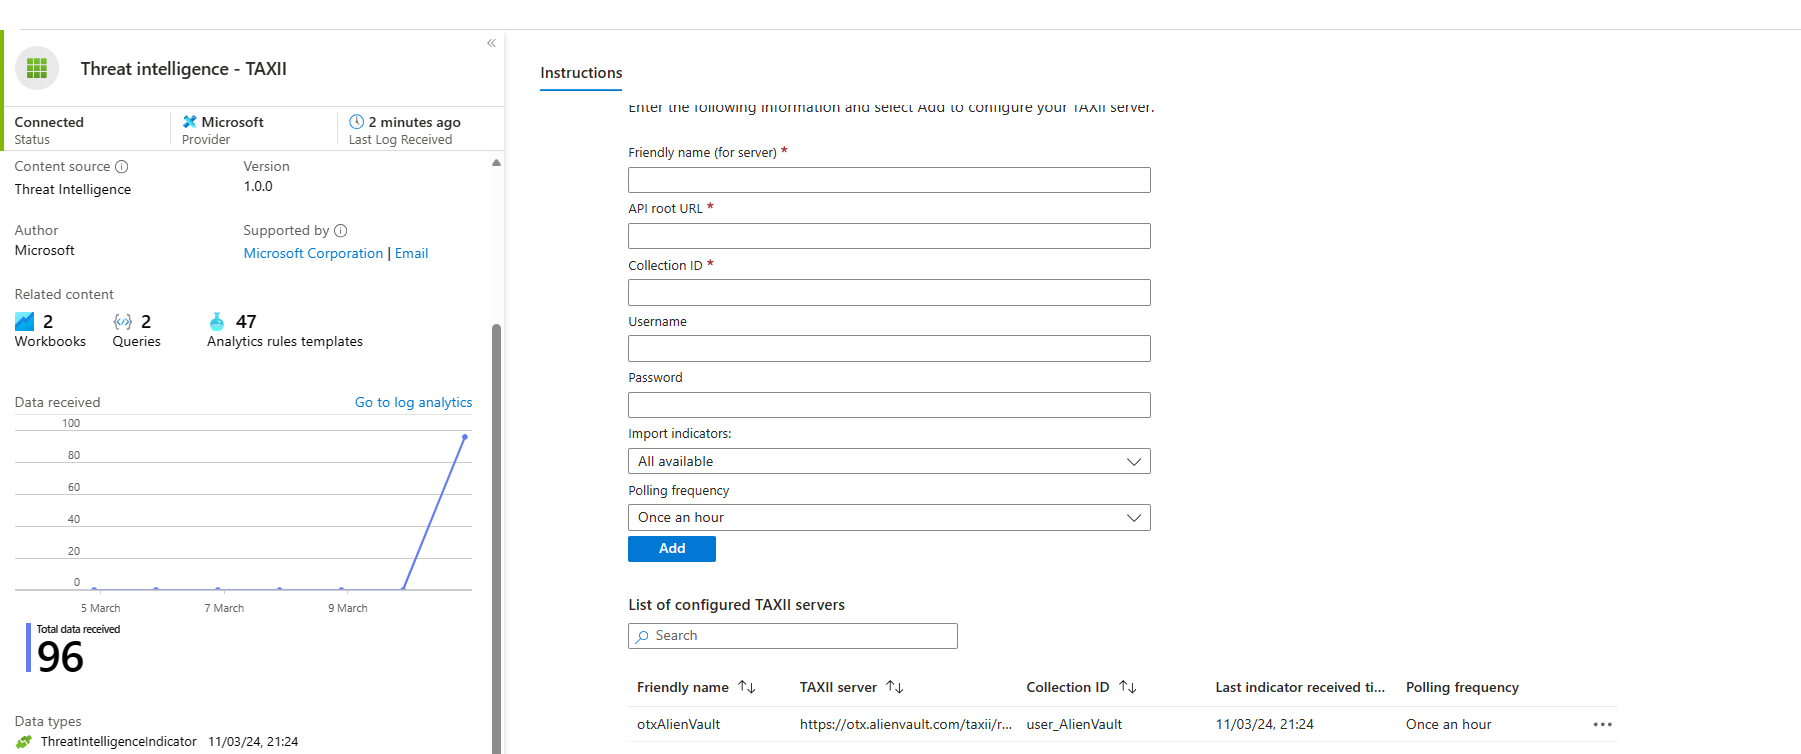 Threat intelligence - TAXII
«
Connected
Status
Microsoft
Provider
2 minutes ago
Last Log Received
Content source
Threat Intelligence
Version
1.0.0
Author
Microsoft
Supported by
Microsoft Corporation | Email
Related content
2
Workbooks
2
Queries
47
Analytics rules templates
Data received
Go to log analytics
100
80
60
40
20
0
5 March
7 March
9 March
Total data received
96
Data types
ThreatIntelligenceIndicator 11/03/24, 21:24
Instructions
Enter the following information and select Add to configure your TAXII server.
Friendly name (for server) *
API root URL *
Collection ID *
Username
Password
Import indicators:
All available
Polling frequency
Once an hour
Add
List of configured TAXII servers
Search
Friendly name TAXII server Collection ID Last indicator received ti... Polling frequency
otxAlienVault https://otx.alienvault.com/taxii/r... user_AlienVault 11/03/24, 21:24 Once an hour